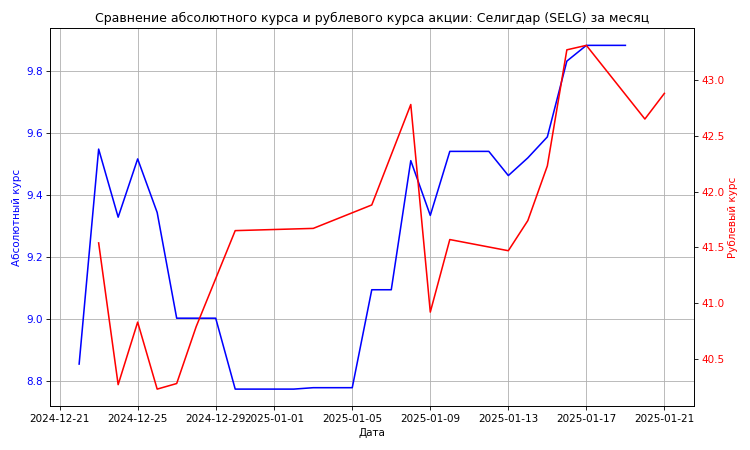 Сравнение абсолютного курса и рублевого курса акции: Селигдар (SELG) за месяц
Абсолютный курс
9.8
9.6
9.4
9.2
9.0
8.8
43.0
42.5
42.0
41.5
41.0
40.5
Рублевый курс
2024-12-21 2024-12-25 2024-12-29 2025-01-01 2025-01-05 2025-01-09 2025-01-13 2025-01-17 2025-01-21
Дата